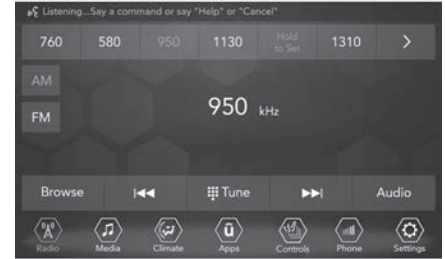 Listening...Say a command or say "Help" or "Cancel"
760 580 950 1130 Hold to Set 1310
AM
950 kHz
FM
Browse Tune Audio
Radio Media Climate Apps Controls Phone Settings